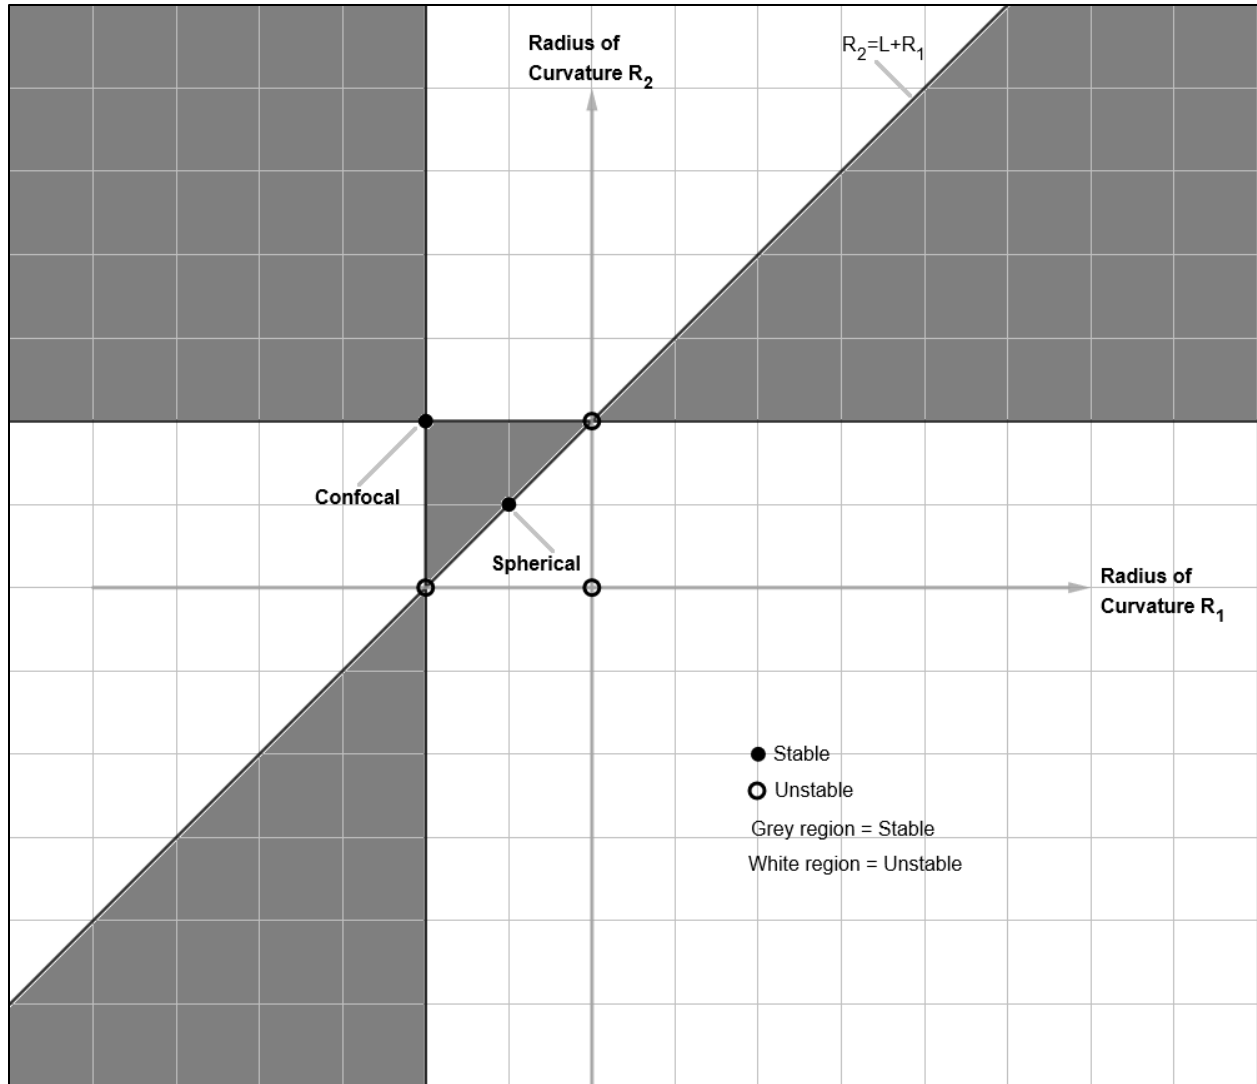 Radius of
Curvature R₂
R₂=L+R₁
Confocal
Spherical
Radius of
Curvature R₁
Stable
Unstable
Grey region = Stable
White region = Unstable